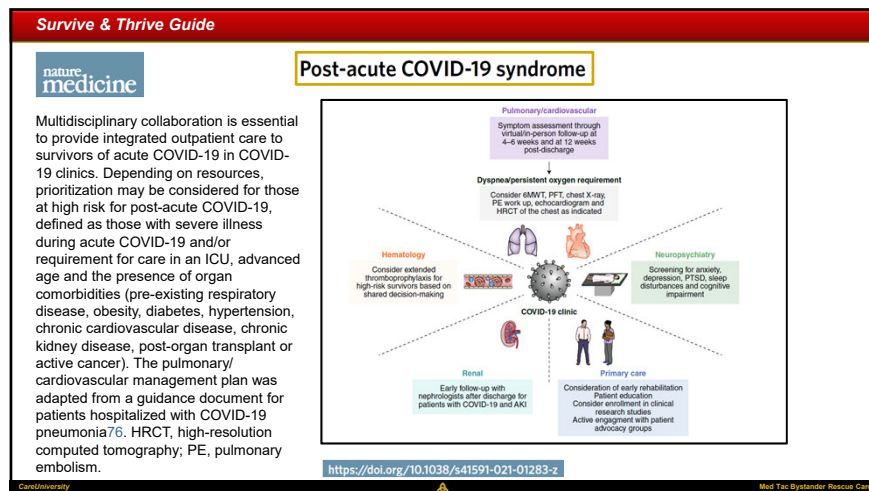 Survive & Thrive Guide
nature
medicine
Post-acute COVID-19 syndrome
Multidisciplinary collaboration is essential
to provide integrated outpatient care to
survivors of acute COVID-19 in COVID-
19 clinics. Depending on resources,
prioritization may be considered for those
at high risk for post-acute COVID-19,
defined as those with severe illness
during acute COVID-19 and/or
requirement for care in an ICU, advanced
age and the presence of organ
comorbidities (pre-existing respiratory
disease, obesity, diabetes, hypertension,
chronic cardiovascular disease, chronic
kidney disease, post-organ transplant or
active cancer). The pulmonary/
cardiovascular management plan was
adapted from a guidance document for
patients hospitalized with COVID-19
pneumonia76. HRCT, high-resolution
computed tomography; PE, pulmonary
embolism.
Pulmonary/cardiovascular
Symptom assessment through
virtual/in-person follow-up at
4–6 weeks and at 12 weeks
post-discharge
Dyspnea/persistent oxygen requirement
Consider 6MWT, PFT, chest X-ray,
PE work up, echocardiogram and
HRCT of the chest as indicated
Hematology
Consider extended
thromboprophylaxis for
high-risk survivors based on
shared decision-making
Neuropsychiatry
Screening for anxiety,
depression, PTSD, sleep
disturbances and cognitive
impairment
COVID-19 clinic
Renal
Early follow-up with
nephrologists after discharge for
patients with COVID-19 and AKI
Primary care
Consideration of early rehabilitation
Patient education
Consider enrollment in clinical
research studies
Active engagment with patient
advocacy groups
https://doi.org/10.1038/s41591-021-01283-z
CareUniversity
Med Tac Bystander Rescue Care